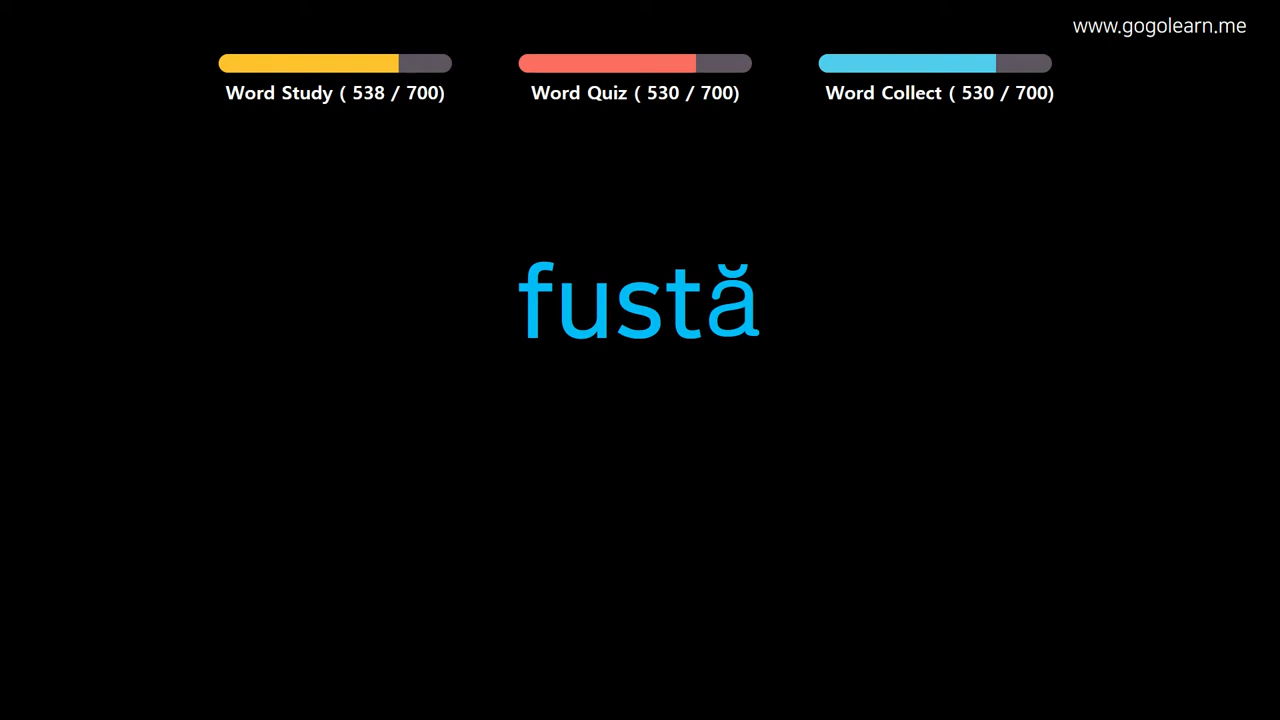 www.gogolearn.me
Word Study ( 538 / 700)
Word Quiz ( 530 / 700)
Word Collect ( 530 / 700)
fustă